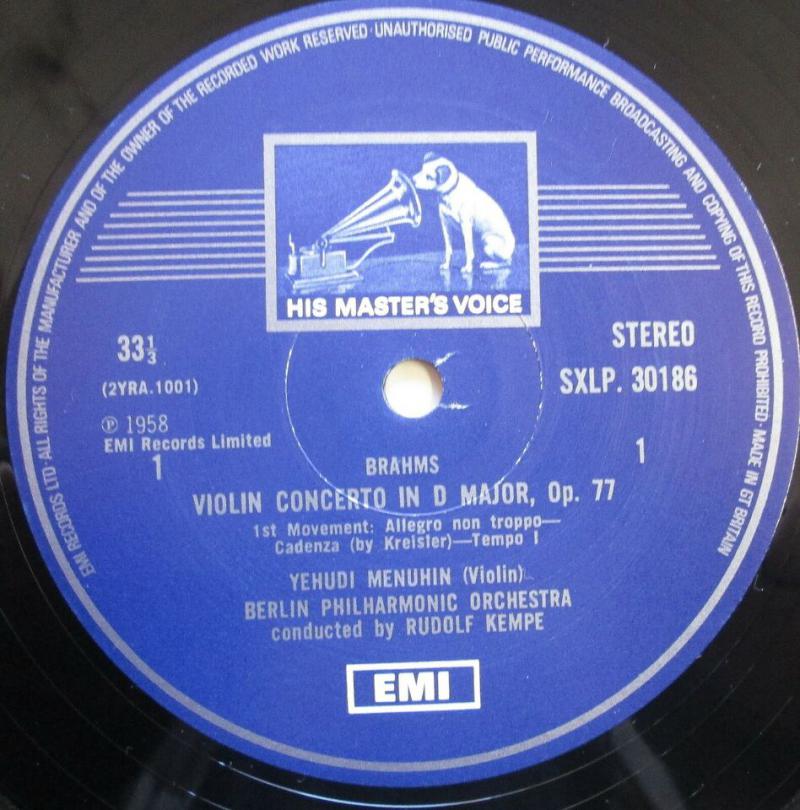 EMI RECORDS LTD·ALL RIGHTS OF THE MANUFACTURER AND OF THE OWNER OF THE RECORDED WORK RESERVED·UNAUTHORISED PUBLIC PERFORMANCE BROADCASTING AND COPYING OF THIS RECORD PROHIBITED·MADE IN GT BRITAIN
HIS MASTER'S VOICE
33⅓
STEREO
(2YRA.1001)
SXLP. 30186
℗ 1958
EMI Records Limited
1
1
BRAHMS
VIOLIN CONCERTO IN D MAJOR, Op. 77
1st Movement: Allegro non troppo—
Cadenza (by Kreisler)—Tempo I
YEHUDI MENUHIN (Violin)
BERLIN PHILHARMONIC ORCHESTRA
conducted by RUDOLF KEMPE
EMI